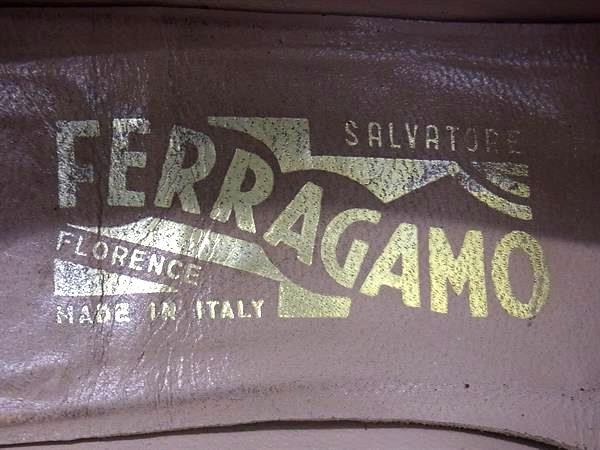 SALVATORE
FERRAGAMO
FLORENCE
MADE IN ITALY